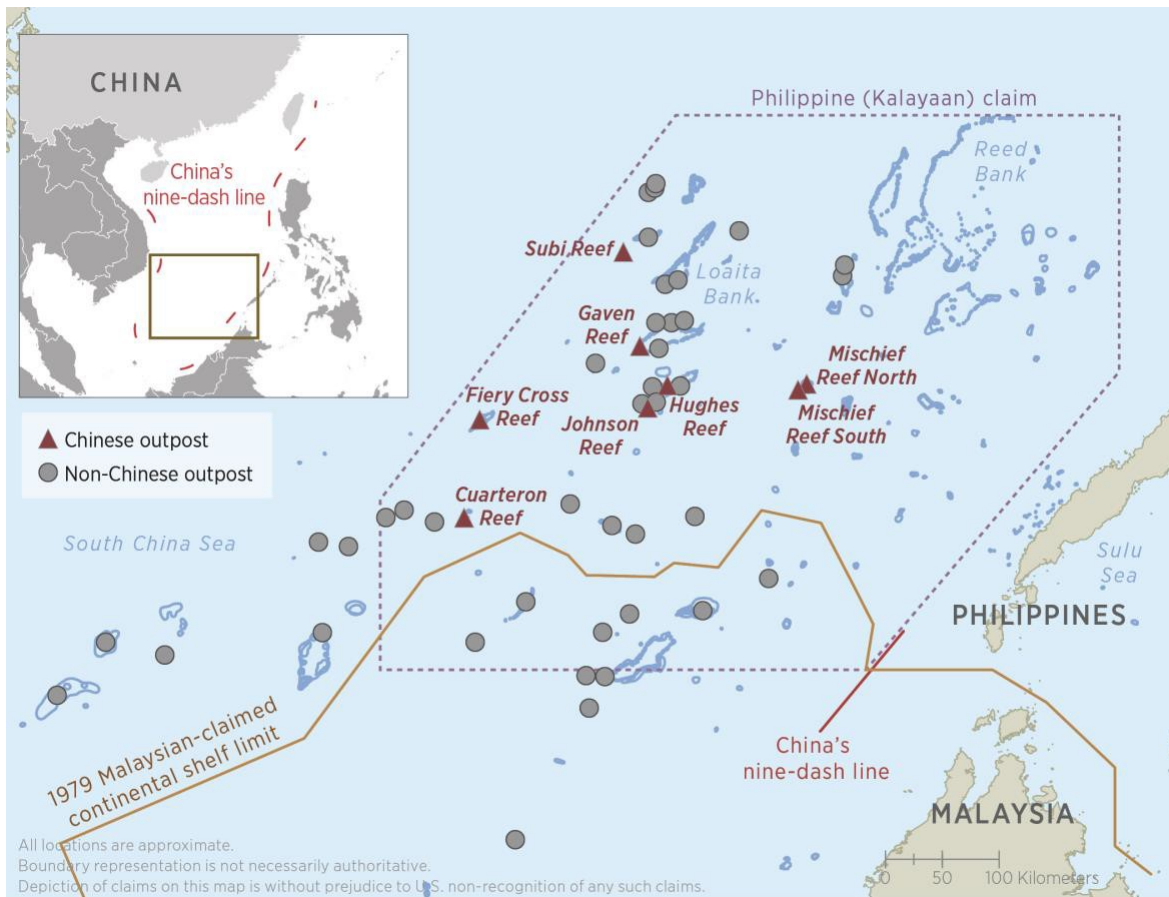 CHINA
China's
nine-dash line
Chinese outpost
Non-Chinese outpost
Philippine (Kalayaan) claim
Reed
Bank
Subi Reef
Loaita
Bank
Gaven
Reef
Mischief
Reef North
Fiery Cross
Reef
Johnson
Reef
Hughes
Reef
Mischief
Reef South
Cuarteron
Reef
South China Sea
Sulu
Sea
PHILIPPINES
1979 Malaysian-claimed
continental shelf limit
China's
nine-dash line
MALAYSIA
All locations are approximate.
Boundary representation is not necessarily authoritative.
Depiction of claims on this map is without prejudice to U.S. non-recognition of any such claims.
0 50 100 Kilometers